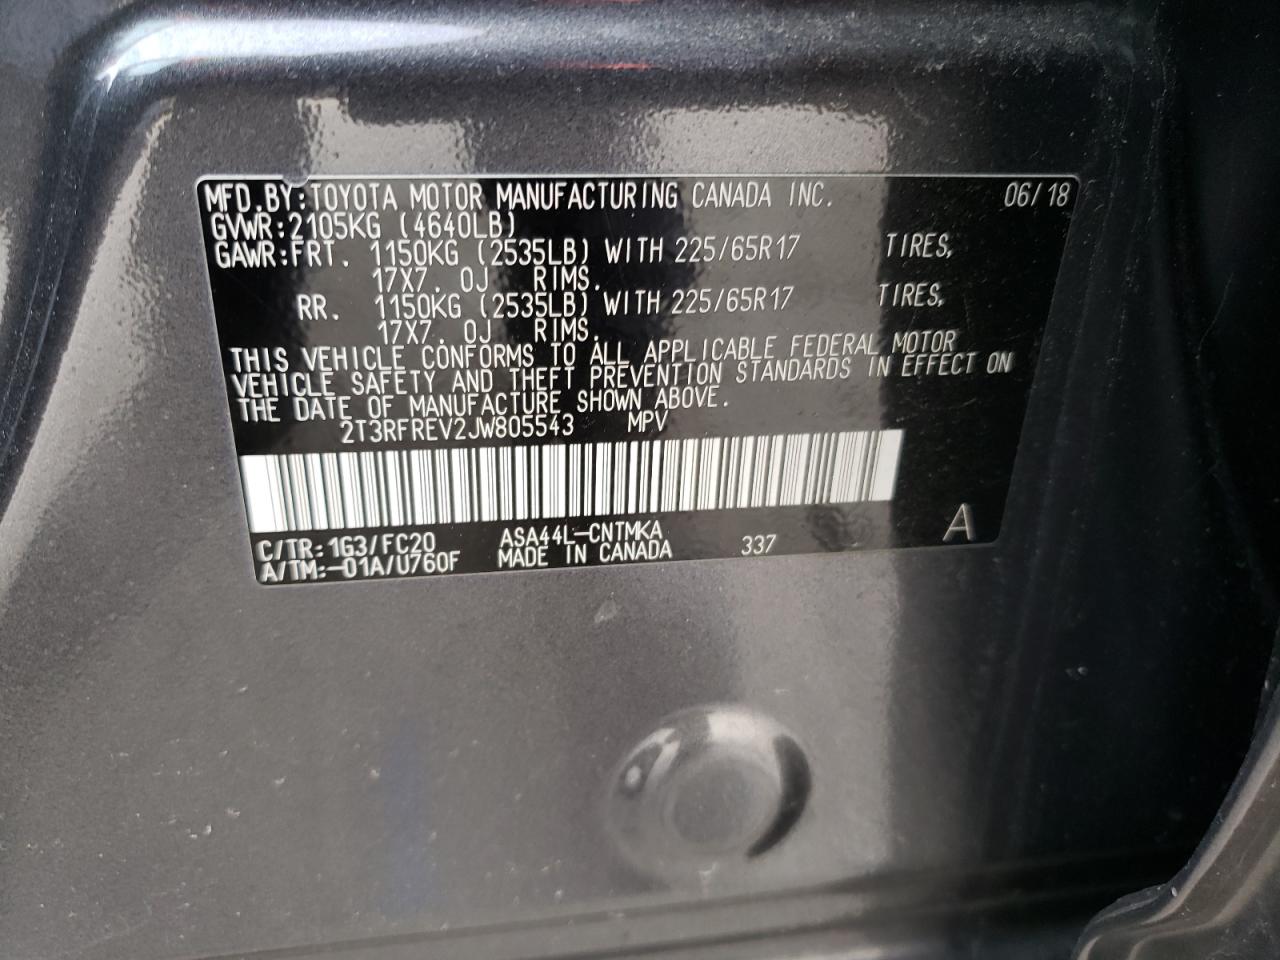 MFD.BY:TOYOTA MOTOR MANUFACTURING CANADA INC. 06/18
GVWR:2105KG (4640LB)
GAWR:FRT. 1150KG (2535LB) WITH 225/65R17 TIRES,
17X7. 0J RIMS.
RR. 1150KG (2535LB) WITH 225/65R17 TIRES,
17X7. 0J RIMS.
THIS VEHICLE CONFORMS TO ALL APPLICABLE FEDERAL MOTOR
VEHICLE SAFETY AND THEFT PREVENTION STANDARDS IN EFFECT ON
THE DATE OF MANUFACTURE SHOWN ABOVE.
2T3RFREV2JW805543 MPV
C/TR:1G3/FC20 ASA44L-CNTMKA 337 A
A/TM:-01A/U760F MADE IN CANADA